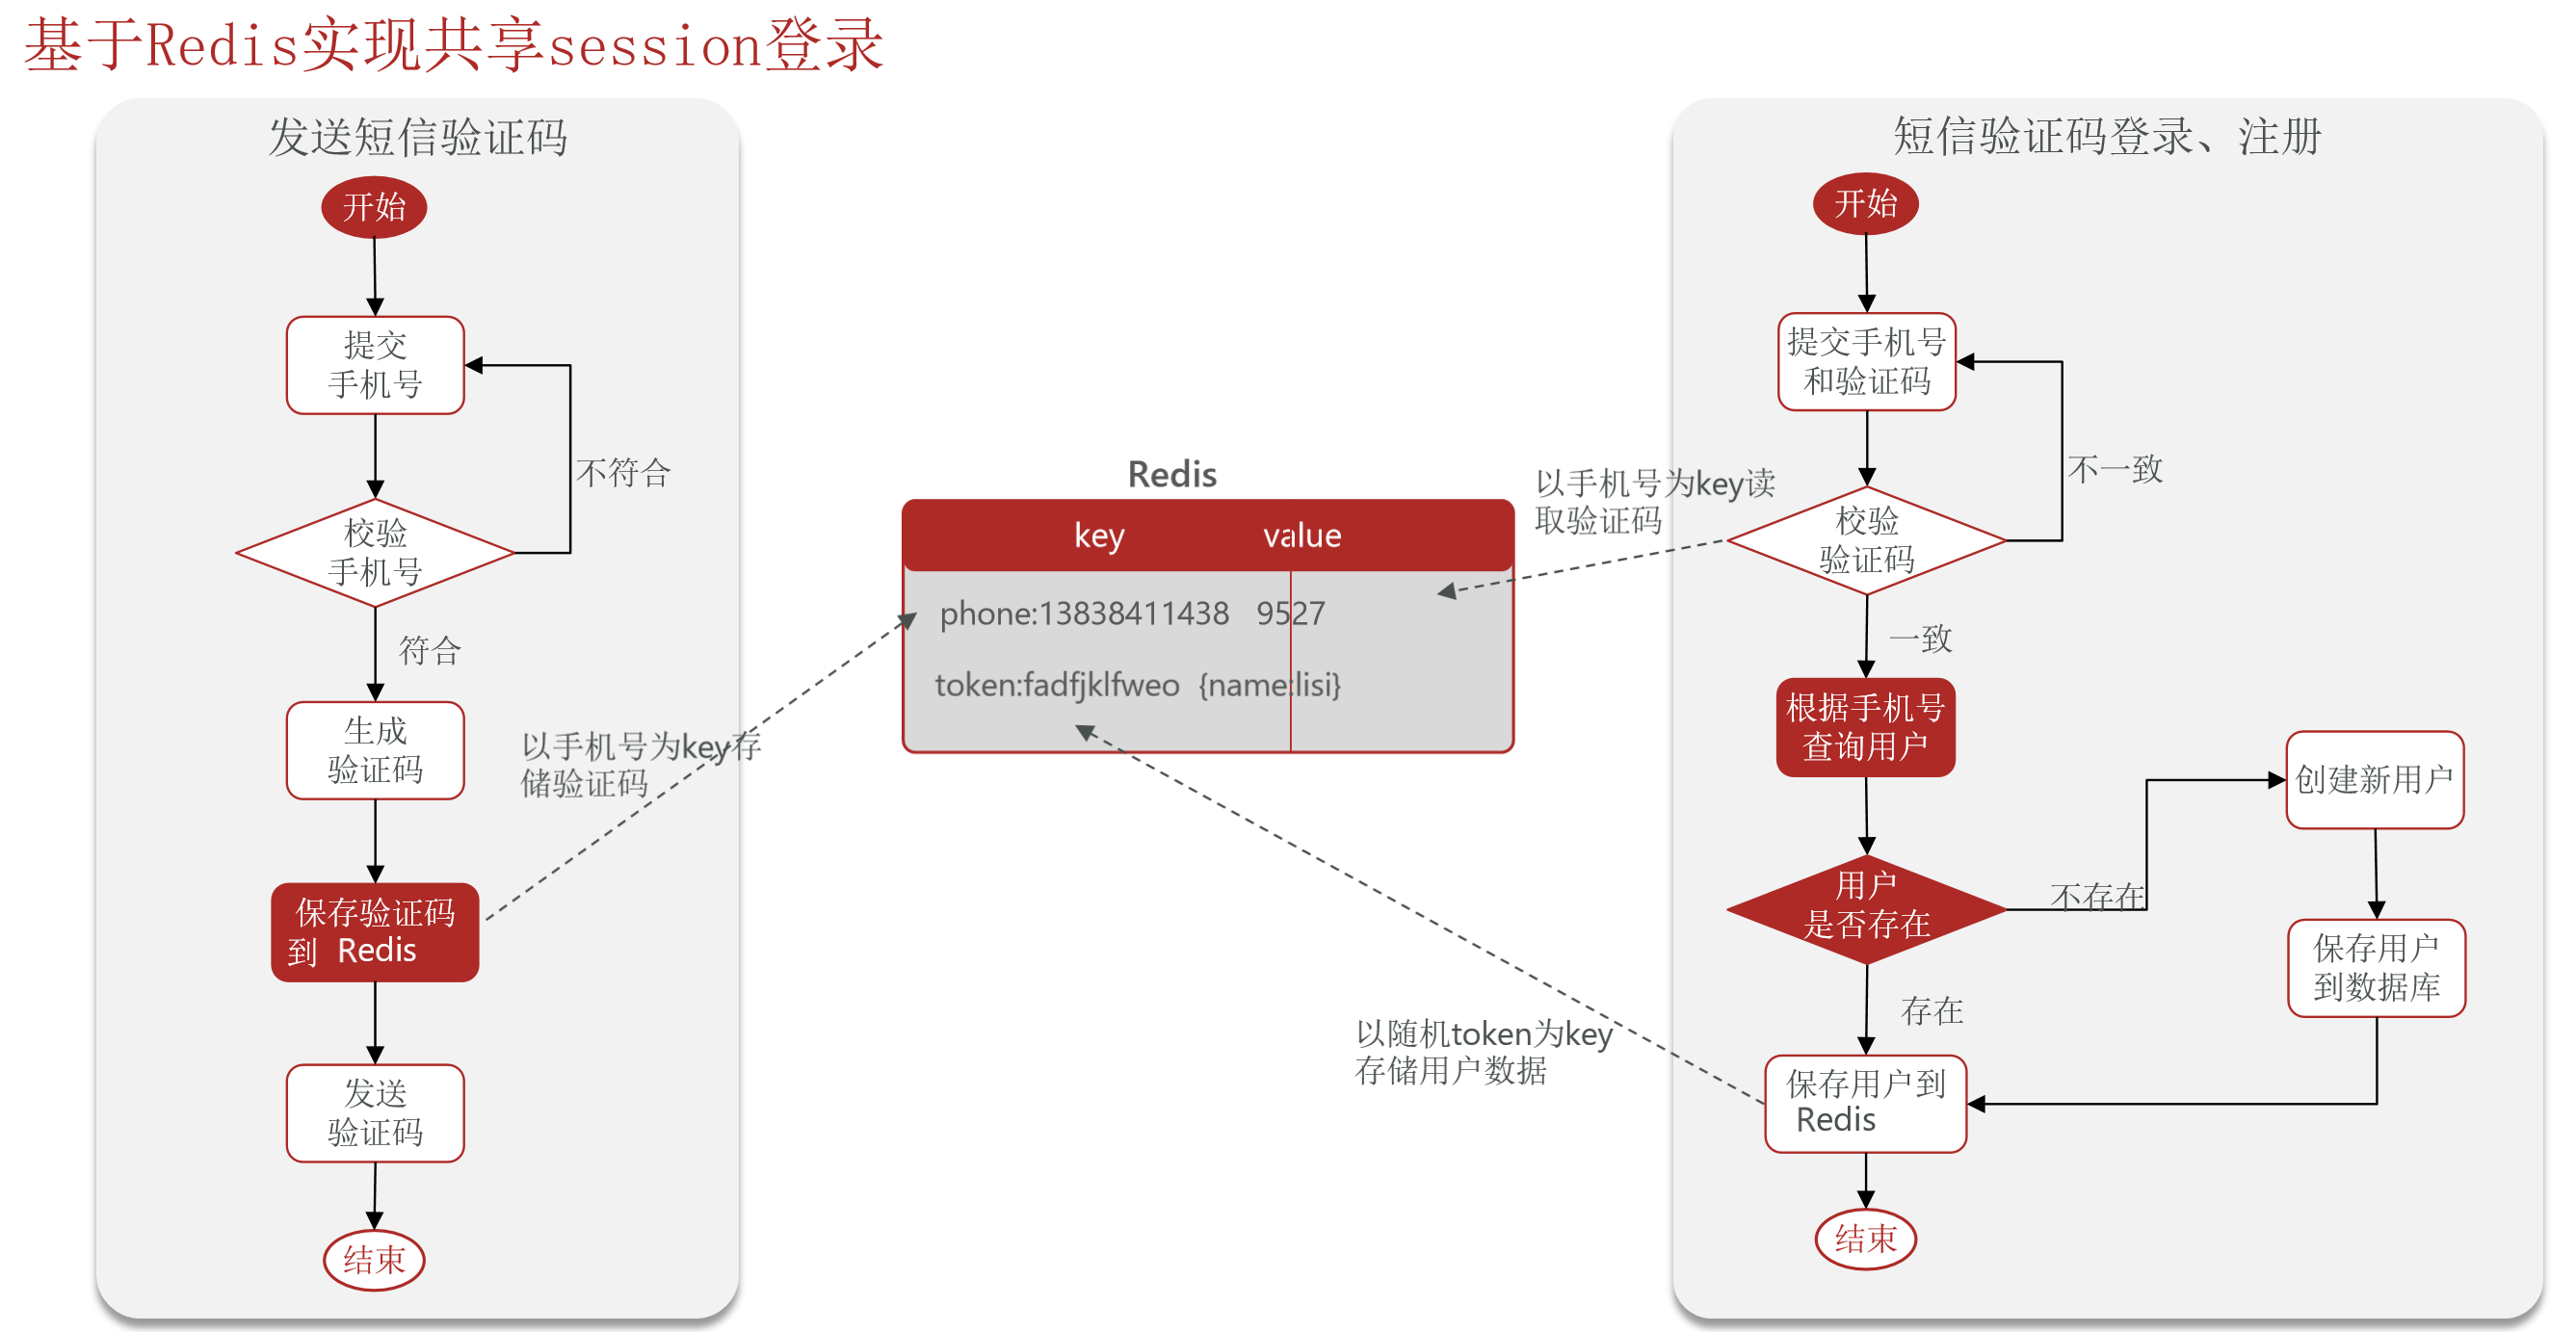 基于Redis实现共享session登录
发送短信验证码
开始
提交
手机号
不符合
校验
手机号
符合
生成
验证码
以手机号为key存
储验证码
保存验证码
到 Redis
发送
验证码
结束
Redis
key value
phone:13838411438 9527
token:fadfjklfweo {name:lisi}
以手机号为key读
取验证码
以随机token为key
存储用户数据
短信验证码登录、注册
开始
提交手机号
和验证码
不一致
校验
验证码
一致
根据手机号
查询用户
用户
是否存在
不存在
创建新用户
保存用户
到数据库
存在
保存用户到
Redis
结束